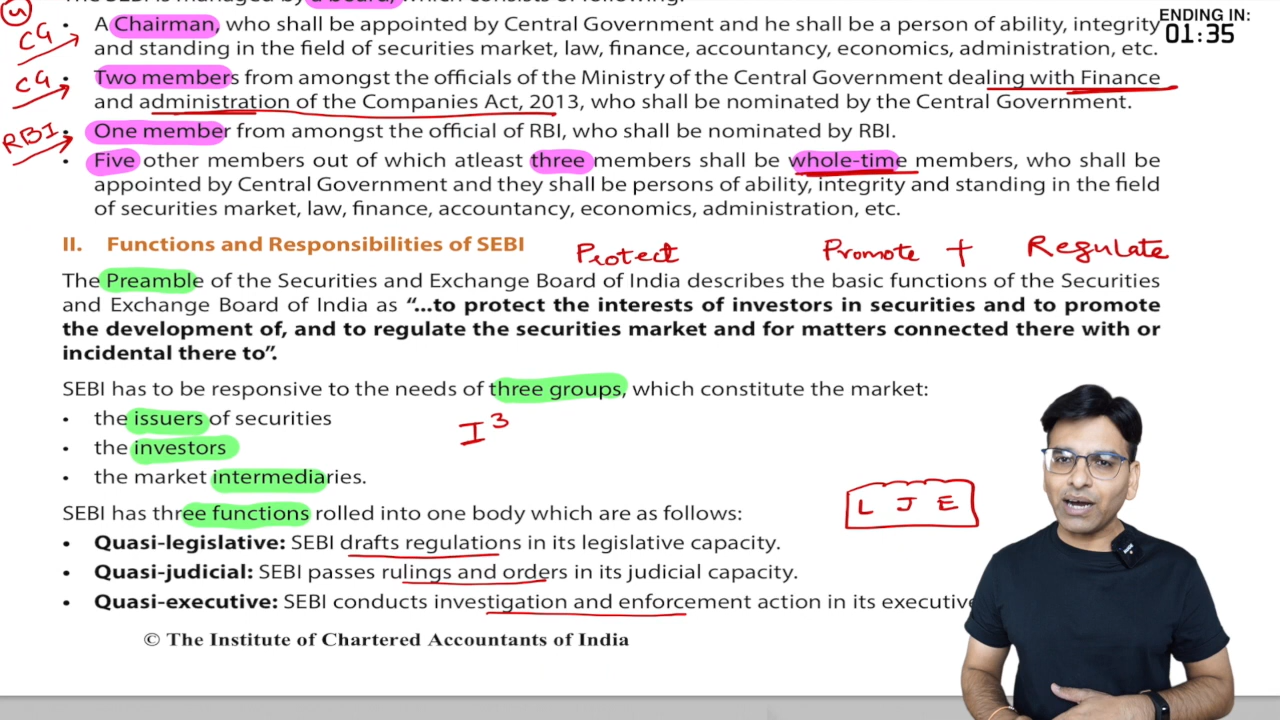 The SEBI is managed by a board, which consists of following:
ENDING IN:
01:35
CG
• A Chairman, who shall be appointed by Central Government and he shall be a person of ability, integrity
and standing in the field of securities market, law, finance, accountancy, economics, administration, etc.
CG
• Two members from amongst the officials of the Ministry of the Central Government dealing with Finance
and administration of the Companies Act, 2013, who shall be nominated by the Central Government.
RBI
• One member from amongst the official of RBI, who shall be nominated by RBI.
• Five other members out of which atleast three members shall be whole-time members, who shall be
appointed by Central Government and they shall be persons of ability, integrity and standing in the field
of securities market, law, finance, accountancy, economics, administration, etc.
II. Functions and Responsibilities of SEBI
Protect Promote + Regulate
The Preamble of the Securities and Exchange Board of India describes the basic functions of the Securities
and Exchange Board of India as “...to protect the interests of investors in securities and to promote
the development of, and to regulate the securities market and for matters connected there with or
incidental there to”.
SEBI has to be responsive to the needs of three groups, which constitute the market:
• the issuers of securities
I³
• the investors
• the market intermediaries.
L J E
SEBI has three functions rolled into one body which are as follows:
• Quasi-legislative: SEBI drafts regulations in its legislative capacity.
• Quasi-judicial: SEBI passes rulings and orders in its judicial capacity.
• Quasi-executive: SEBI conducts investigation and enforcement action in its executive
© The Institute of Chartered Accountants of India